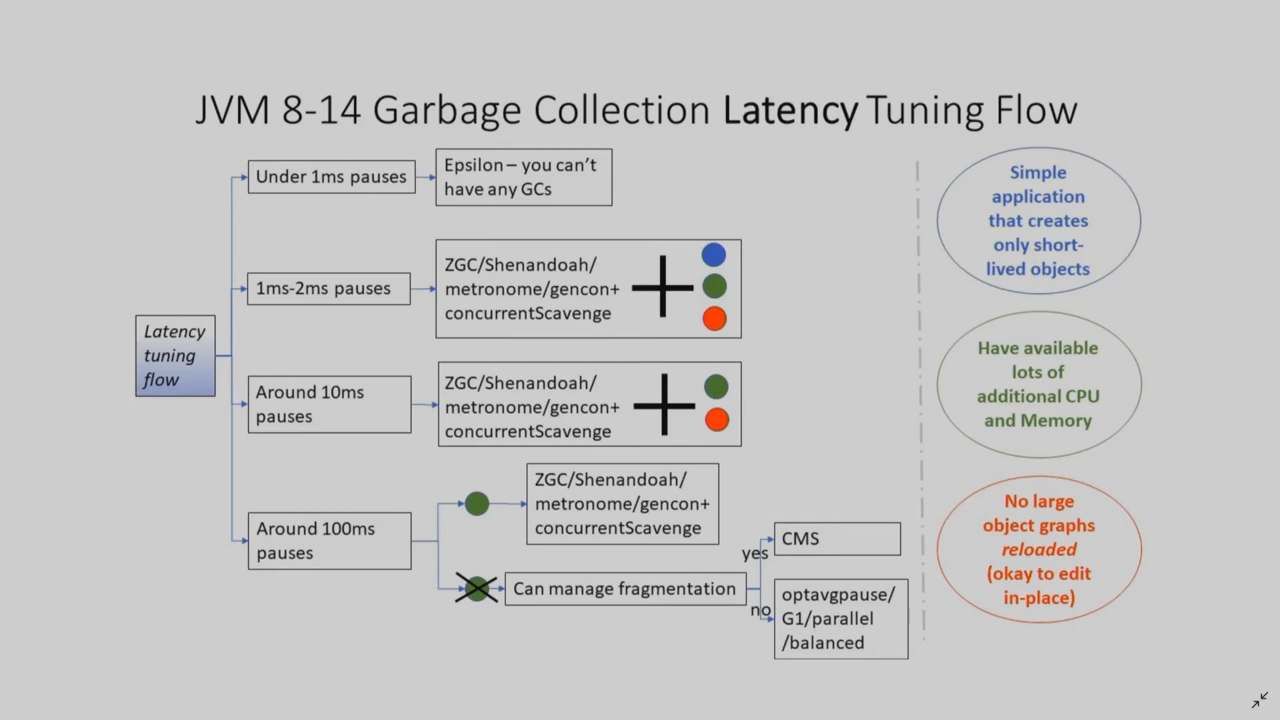 JVM 8-14 Garbage Collection Latency Tuning Flow
Latency
tuning
flow
Under 1ms pauses
Epsilon – you can't
have any GCs
1ms-2ms pauses
ZGC/Shenandoah/
metronome/gencon+
concurrentScavenge
Around 10ms
pauses
ZGC/Shenandoah/
metronome/gencon+
concurrentScavenge
Around 100ms
pauses
ZGC/Shenandoah/
metronome/gencon+
concurrentScavenge
Can manage fragmentation
yes
CMS
no
optavgpause/
G1/parallel
/balanced
Simple
application
that creates
only short-
lived objects
Have available
lots of
additional CPU
and Memory
No large
object graphs
reloaded
(okay to edit
in-place)